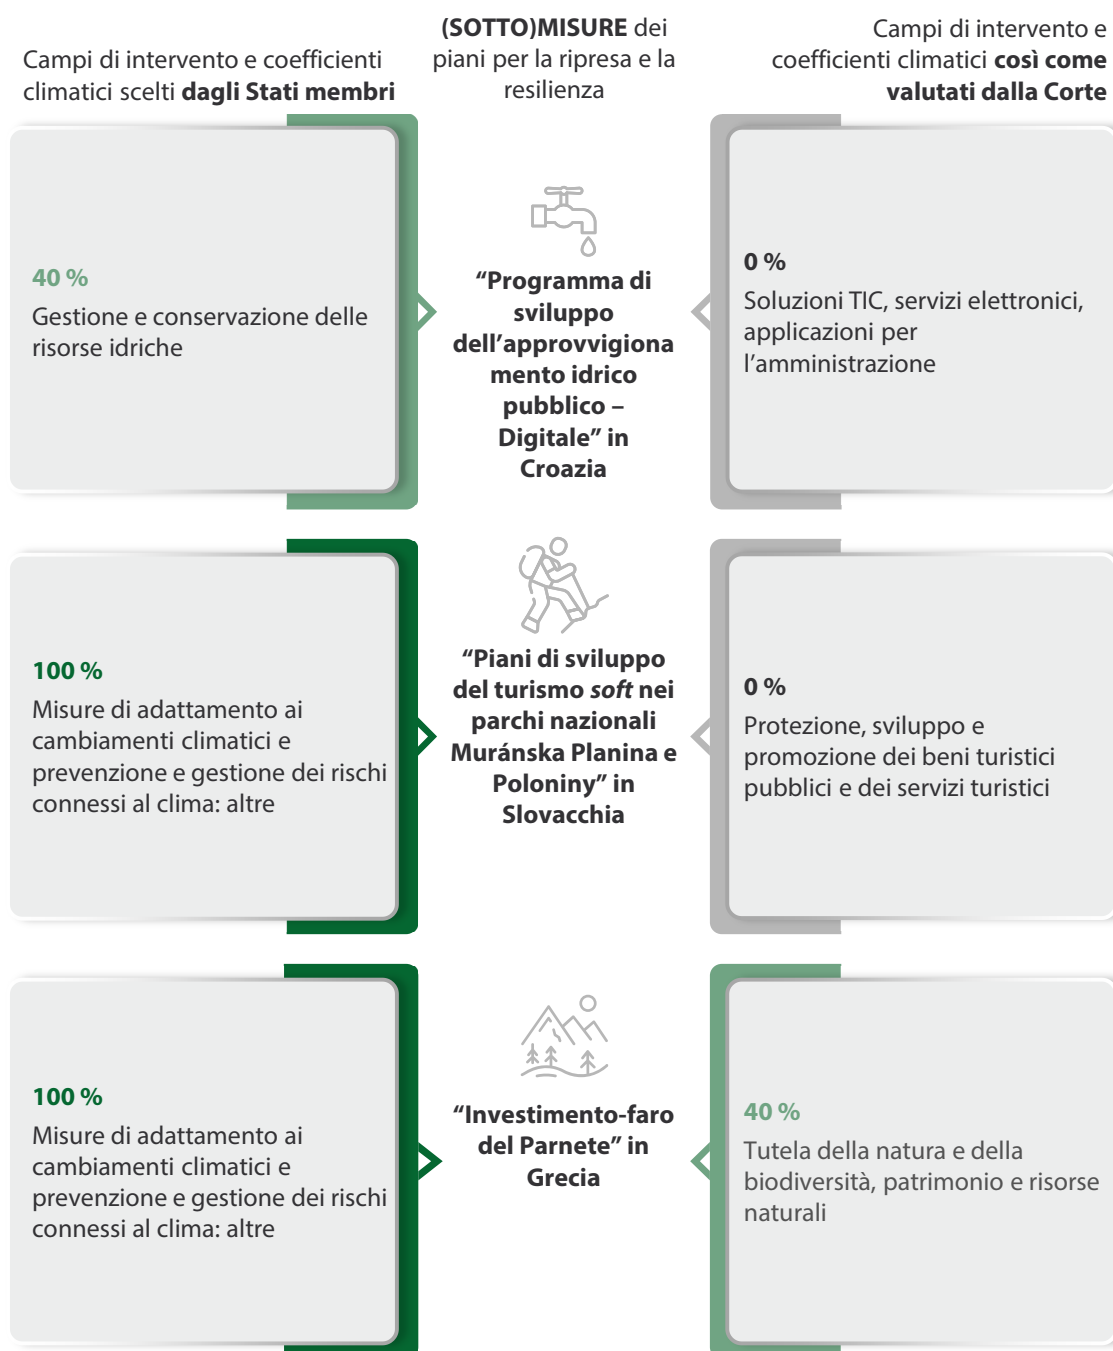 Campi di intervento e coefficienti
climatici scelti dagli Stati membri
(SOTTO)MISURE dei
piani per la ripresa e la
resilienza
Campi di intervento e
coefficienti climatici così come
valutati dalla Corte
40 %
Gestione e conservazione delle
risorse idriche
“Programma di
sviluppo
dell’approvvigiona
mento idrico
pubblico –
Digitale” in
Croazia
0 %
Soluzioni TIC, servizi elettronici,
applicazioni per
l’amministrazione
100 %
Misure di adattamento ai
cambiamenti climatici e
prevenzione e gestione dei rischi
connessi al clima: altre
“Piani di sviluppo
del turismo soft nei
parchi nazionali
Muránska Planina e
Poloniny” in
Slovacchia
0 %
Protezione, sviluppo e
promozione dei beni turistici
pubblici e dei servizi turistici
100 %
Misure di adattamento ai
cambiamenti climatici e
prevenzione e gestione dei rischi
connessi al clima: altre
“Investimento-faro
del Parnete” in
Grecia
40 %
Tutela della natura e della
biodiversità, patrimonio e risorse
naturali